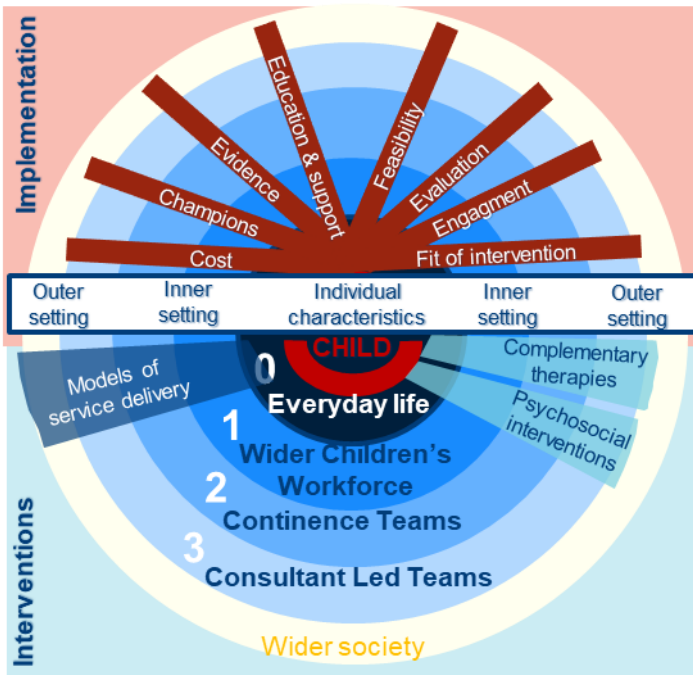 Implementation
Education & support
Feasibility
Evidence
Evaluation
Champions
Engagment
Cost
Fit of intervention
Outer
setting
Inner
setting
Individual
characteristics
Inner
setting
Outer
setting
CHILD
0
Everyday life
Models of
service delivery
Complementary
therapies
Psychosocial
interventions
1
Wider Children's
Workforce
2
Continence Teams
3
Consultant Led Teams
Wider society
Interventions